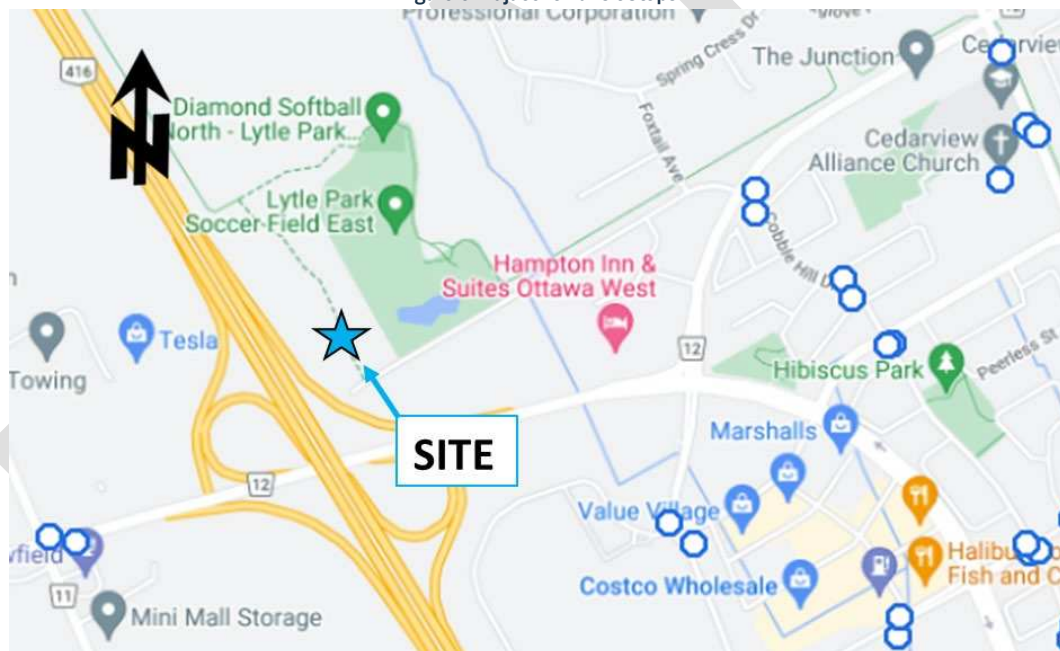 Professional Corporation
Spring Cress Dr
12
416
The Junction
Diamond Softball
North - Lytle Park...
Foxtail Ave
Cedarview
Alliance Church
Lytle Park
Soccer Field East
Cobble Hill D
Hampton Inn &
Suites Ottawa West
Tesla
Towing
12
Hibiscus Park
Peerless St
Marshalls
SITE
12
Value Village
Costco Wholesale
Fish and C
11
Mini Mall Storage